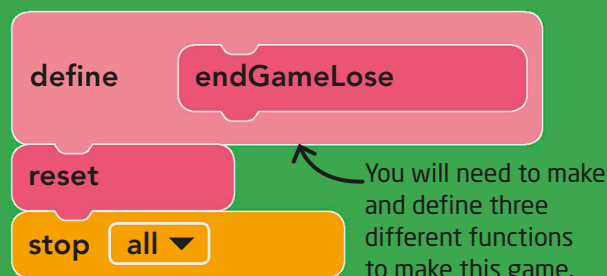 define endGameLose
reset
stop all
You will need to make
and define three
different functions
to make this game.